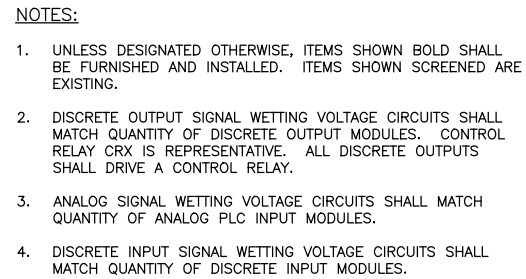 NOTES:
1. UNLESS DESIGNATED OTHERWISE, ITEMS SHOWN BOLD SHALL
BE FURNISHED AND INSTALLED. ITEMS SHOWN SCREENED ARE
EXISTING.
2. DISCRETE OUTPUT SIGNAL WETTING VOLTAGE CIRCUITS SHALL
MATCH QUANTITY OF DISCRETE OUTPUT MODULES. CONTROL
RELAY CRX IS REPRESENTATIVE. ALL DISCRETE OUTPUTS
SHALL DRIVE A CONTROL RELAY.
3. ANALOG SIGNAL WETTING VOLTAGE CIRCUITS SHALL MATCH
QUANTITY OF ANALOG PLC INPUT MODULES.
4. DISCRETE INPUT SIGNAL WETTING VOLTAGE CIRCUITS SHALL
MATCH QUANTITY OF DISCRETE INPUT MODULES.